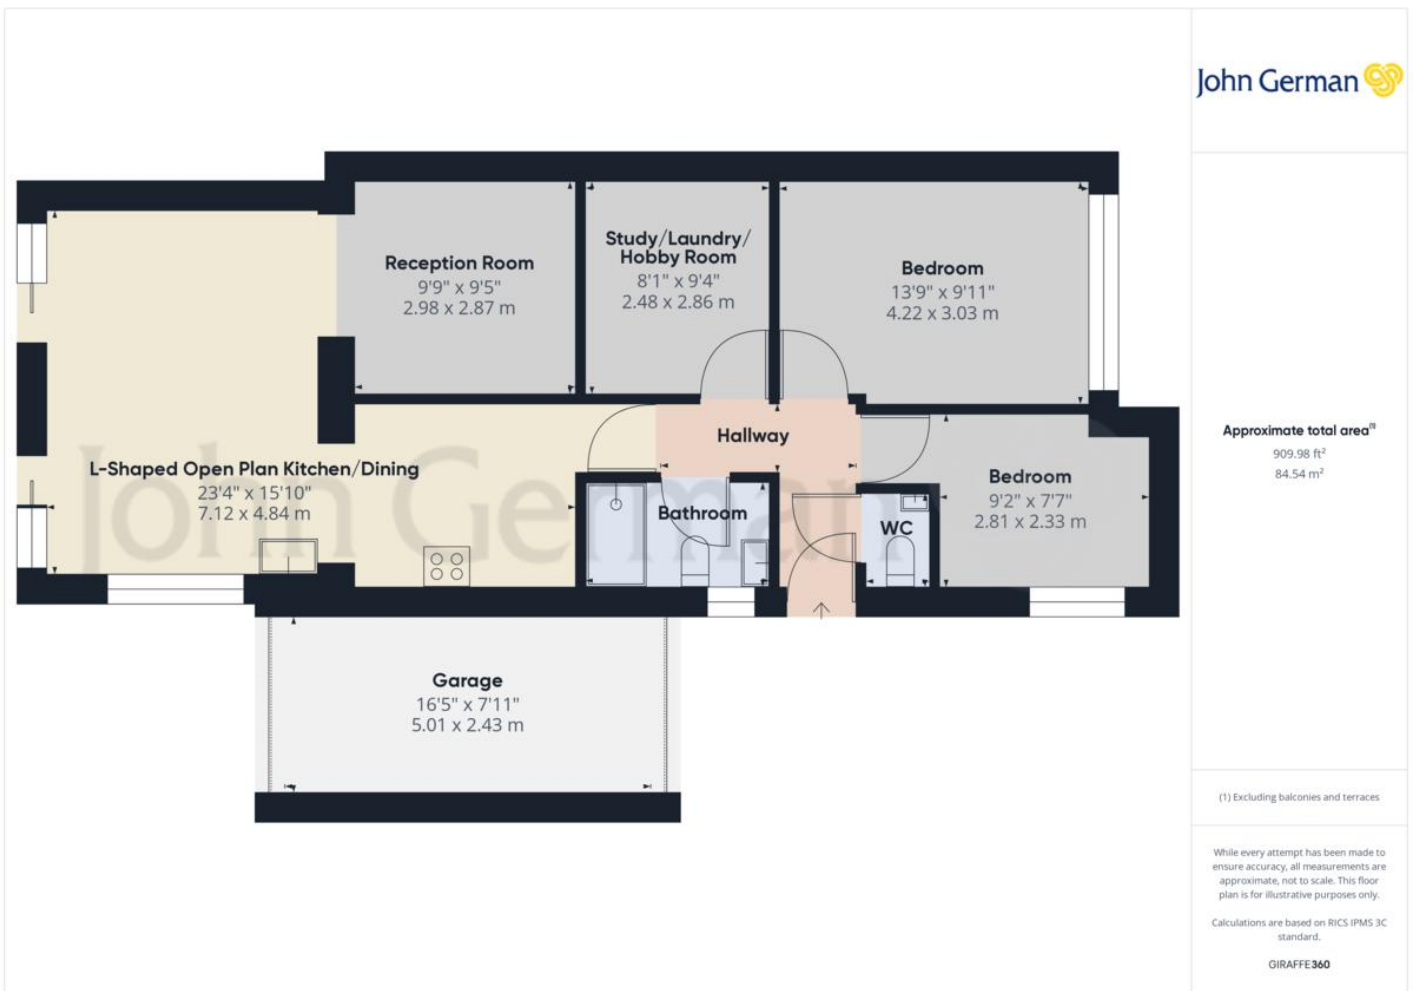 John German
Reception Room
9'9" x 9'5"
2.98 x 2.87 m
Study/Laundry/
Hobby Room
8'1" x 9'4"
2.48 x 2.86 m
Bedroom
13'9" x 9'11"
4.22 x 3.03 m
Hallway
L-Shaped Open Plan Kitchen/Dining
23'4" x 15'10"
7.12 x 4.84 m
Bathroom
WC
Bedroom
9'2" x 7'7"
2.81 x 2.33 m
John German
Garage
16'5" x 7'11"
5.01 x 2.43 m
Approximate total area⁽¹⁾
909.98 ft²
84.54 m²
(1) Excluding balconies and terraces
While every attempt has been made to
ensure accuracy, all measurements are
approximate, not to scale. This floor
plan is for illustrative purposes only.
Calculations are based on RICS IPMS 3C
standard.
GIRAFFE360